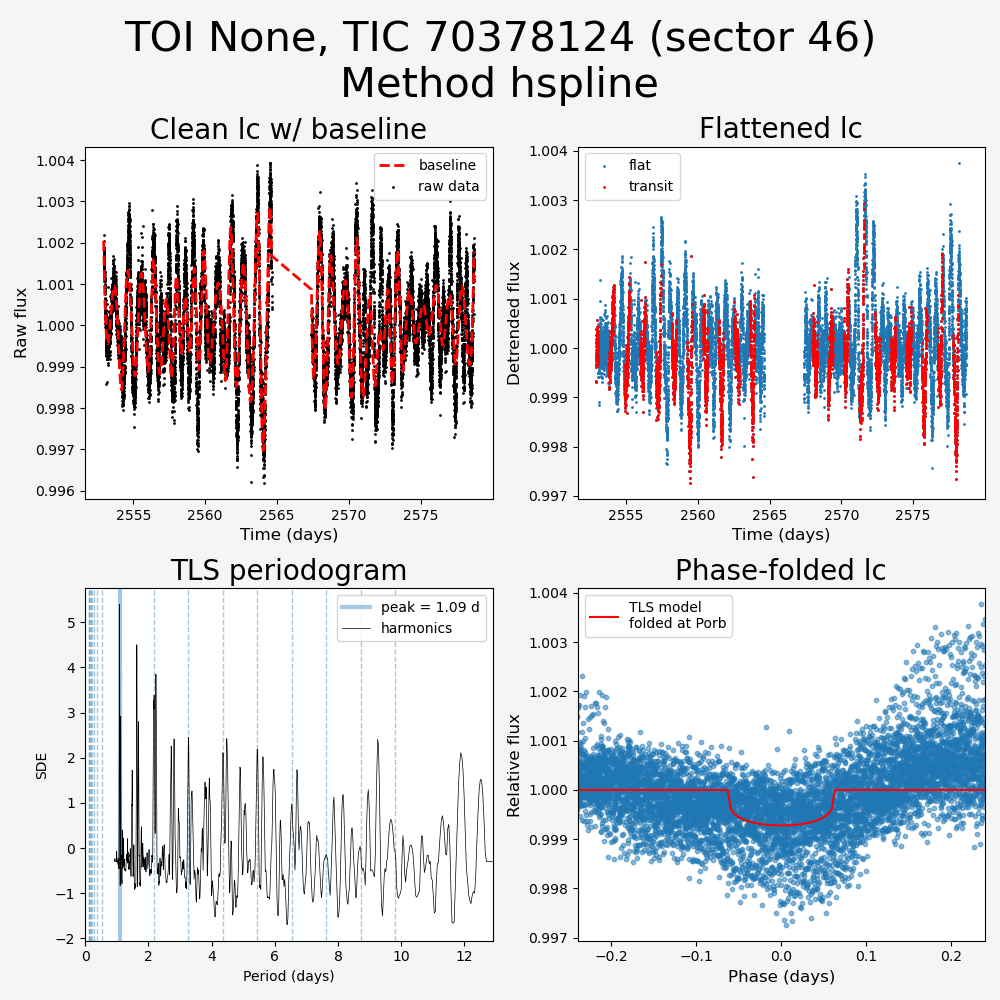 TOI None, TIC 70378124 (sector 46)
Method hspline
Clean lc w/ baseline
Flattened lc
baseline
raw data
flat
transit
1.004
1.003
1.002
1.001
1.000
0.999
0.998
0.997
0.996
Raw flux
2555 2560 2565 2570 2575
Time (days)
1.004
1.003
1.002
1.001
1.000
0.999
0.998
0.997
Detrended flux
2555 2560 2565 2570 2575
Time (days)
TLS periodogram
Phase-folded lc
peak = 1.09 d
harmonics
TLS model
folded at Porb
5
4
3
2
1
0
−1
−2
SDE
0 2 4 6 8 10 12
Period (days)
1.004
1.003
1.002
1.001
1.000
0.999
0.998
0.997
Relative flux
−0.2 −0.1 0.0 0.1 0.2
Phase (days)